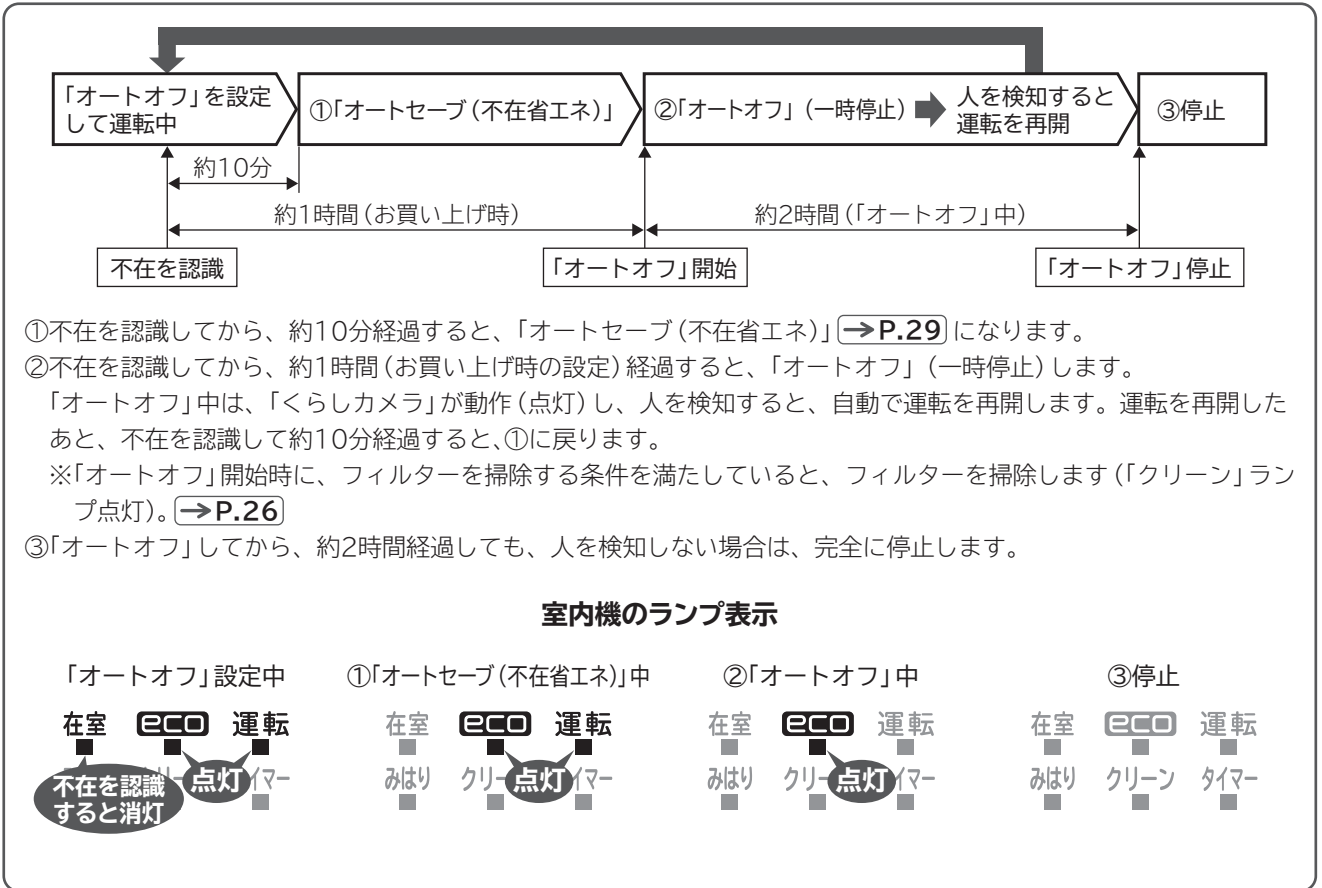 「オートオフ」を設定
して運転中
①「オートセーブ(不在省エネ)」
②「オートオフ」(一時停止)
人を検知すると
運転を再開
③停止
約10分
約1時間(お買い上げ時)
約2時間(「オートオフ」中)
不在を認識
「オートオフ」開始
「オートオフ」停止
①不在を認識してから、約10分経過すると、「オートセーブ(不在省エネ)」→P.29になります。
②不在を認識してから、約1時間(お買い上げ時の設定)経過すると、「オートオフ」(一時停止)します。
「オートオフ」中は、「くらしカメラ」が動作(点灯)し、人を検知すると、自動で運転を再開します。運転を再開した
あと、不在を認識して約10分経過すると、①に戻ります。
※「オートオフ」開始時に、フィルターを掃除する条件を満たしていると、フィルターを掃除します(「クリーン」ラン
プ点灯)。→P.26
③「オートオフ」してから、約2時間経過しても、人を検知しない場合は、完全に停止します。
室内機のランプ表示
「オートオフ」設定中
在室 eco 運転
点灯 イマー
不在を認識
すると消灯
①「オートセーブ(不在省エネ)」中
在室 eco 運転
みはり クリー 点灯 イマー
②「オートオフ」中
在室 eco 運転
みはり クリー 点灯 イマー
③停止
在室 eco 運転
みはり クリーン タイマー